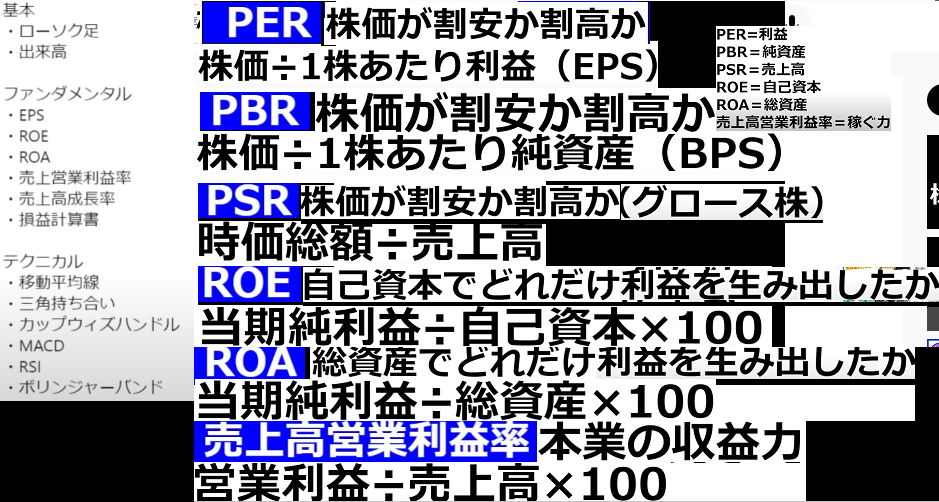 基本
・ローソク足
・出来高
ファンダメンタル
・EPS
・ROE
・ROA
・売上営業利益率
・売上高成長率
・損益計算書
テクニカル
・移動平均線
・三角持ち合い
・カップウィズハンドル
・MACD
・RSI
・ボリンジャーバンド
PER 株価が割安か割高か
株価÷1株あたり利益（EPS）
PBR 株価が割安か割高か
株価÷1株あたり純資産（BPS）
PSR 株価が割安か割高か(グロース株)
時価総額÷売上高
ROE 自己資本でどれだけ利益を生み出したか
当期純利益÷自己資本×100
ROA 総資産でどれだけ利益を生み出したか
当期純利益÷総資産×100
売上高営業利益率 本業の収益力
営業利益÷売上高×100
PER＝利益
PBR＝純資産
PSR＝売上高
ROE＝自己資本
ROA＝総資産
売上高営業利益率＝稼ぐ力